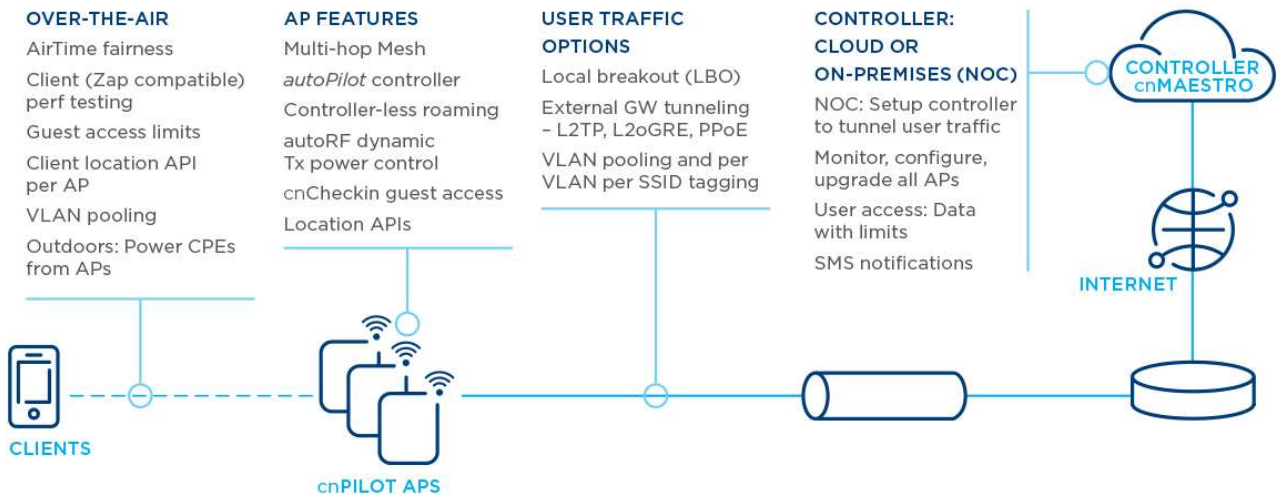 OVER-THE-AIR
AirTime fairness
Client (Zap compatible)
perf testing
Guest access limits
Client location API
per AP
VLAN pooling
Outdoors: Power CPEs
from APs
AP FEATURES
Multi-hop Mesh
autoPilot controller
Controller-less roaming
autoRF dynamic
Tx power control
cnCheckin guest access
Location APIs
USER TRAFFIC
OPTIONS
Local breakout (LBO)
External GW tunneling
– L2TP, L2oGRE, PPoE
VLAN pooling and per
VLAN per SSID tagging
CONTROLLER:
CLOUD OR
ON-PREMISES (NOC)
NOC: Setup controller
to tunnel user traffic
Monitor, configure,
upgrade all APs
User access: Data
with limits
SMS notifications
CONTROLLER
cnMAESTRO
INTERNET
CLIENTS
cnPILOT APS